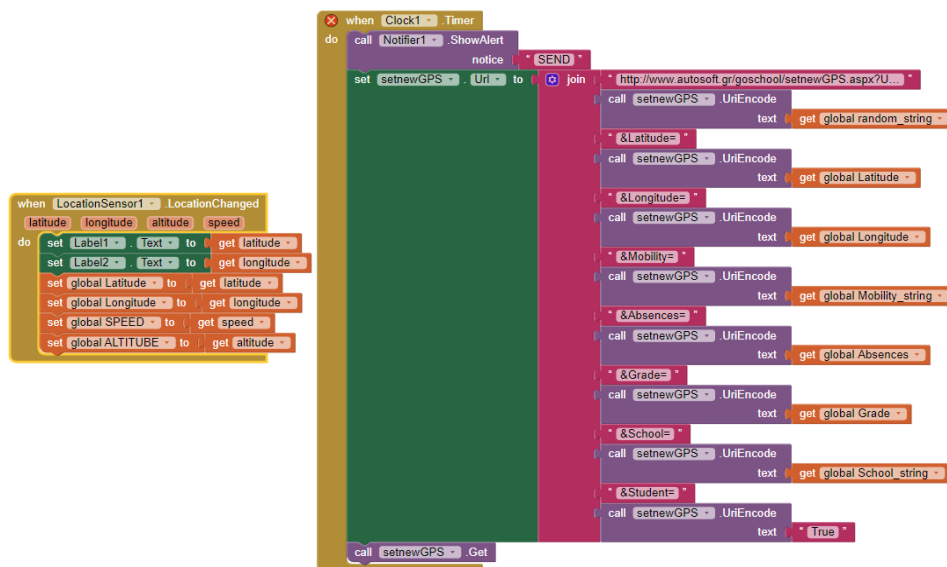 when LocationSensor1 .LocationChanged
latitude longitude altitude speed
do set Label1 . Text to get latitude
set Label2 . Text to get longitude
set global Latitude to get latitude
set global Longitude to get longitude
set global SPEED to get speed
set global ALTITUBE to get altitude
when Clock1 .Timer
do call Notifier1 .ShowAlert
notice " SEND "
set setnewGPS . Url to join " http://www.autosoft.gr/goschool/setnewGPS.aspx?U... "
call setnewGPS .UriEncode
text get global random_string
" &Latitude= "
call setnewGPS .UriEncode
text get global Latitude
" &Longitude= "
call setnewGPS .UriEncode
text get global Longitude
" &Mobility= "
call setnewGPS .UriEncode
text get global Mobility_string
" &Absences= "
call setnewGPS .UriEncode
text get global Absences
" &Grade= "
call setnewGPS .UriEncode
text get global Grade
" &School= "
call setnewGPS .UriEncode
text get global School_string
" &Student= "
call setnewGPS .UriEncode
text " True "
call setnewGPS .Get